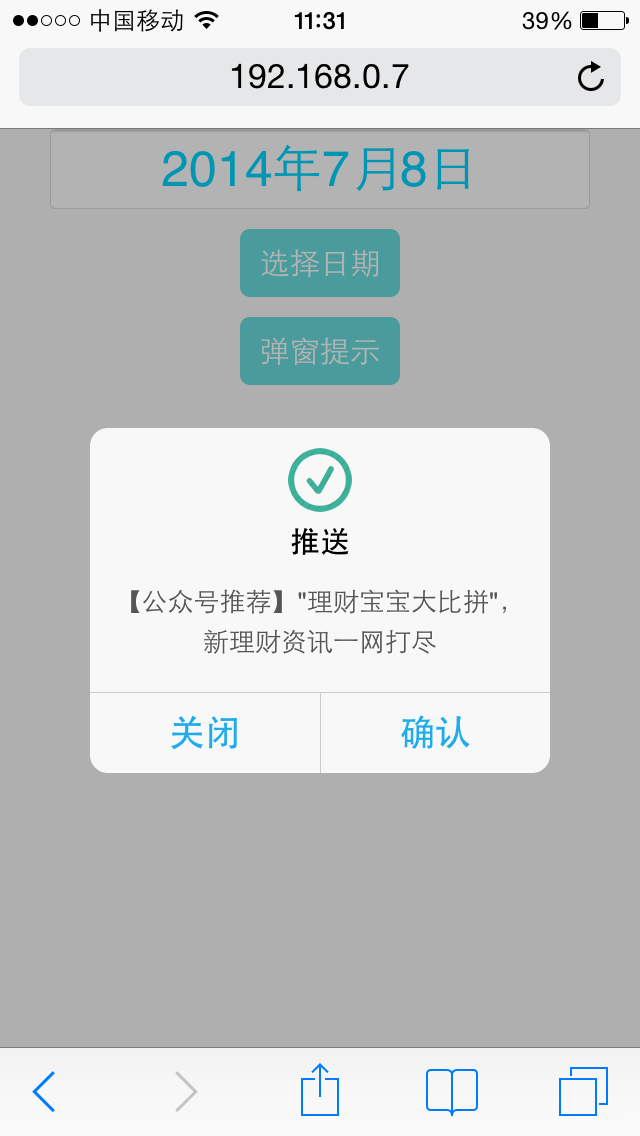 中国移动 11:31 39%
192.168.0.7
2014年7月8日
选择日期
弹窗提示
推送
【公众号推荐】"理财宝宝大比拼"，
新理财资讯一网打尽
关闭 确认